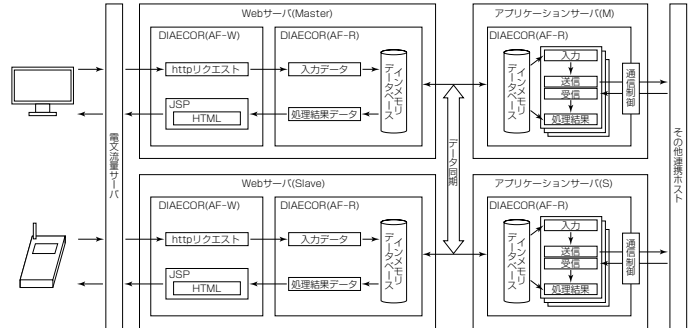 Webサーバ(Master)
アプリケーションサーバ(M)
DIAECOR(AF-W)
DIAECOR(AF-R)
DIAECOR(AF-R)
httpリクエスト
入力データ
JSP
HTML
処理結果データ
インメモリデータベース
インメモリデータベース
入力
送信
受信
処理結果
通信制御
電文流量サーバ
データ同期
その他連携ホスト
Webサーバ(Slave)
アプリケーションサーバ(S)
DIAECOR(AF-W)
DIAECOR(AF-R)
DIAECOR(AF-R)
httpリクエスト
入力データ
JSP
HTML
処理結果データ
インメモリデータベース
インメモリデータベース
入力
送信
受信
処理結果
通信制御